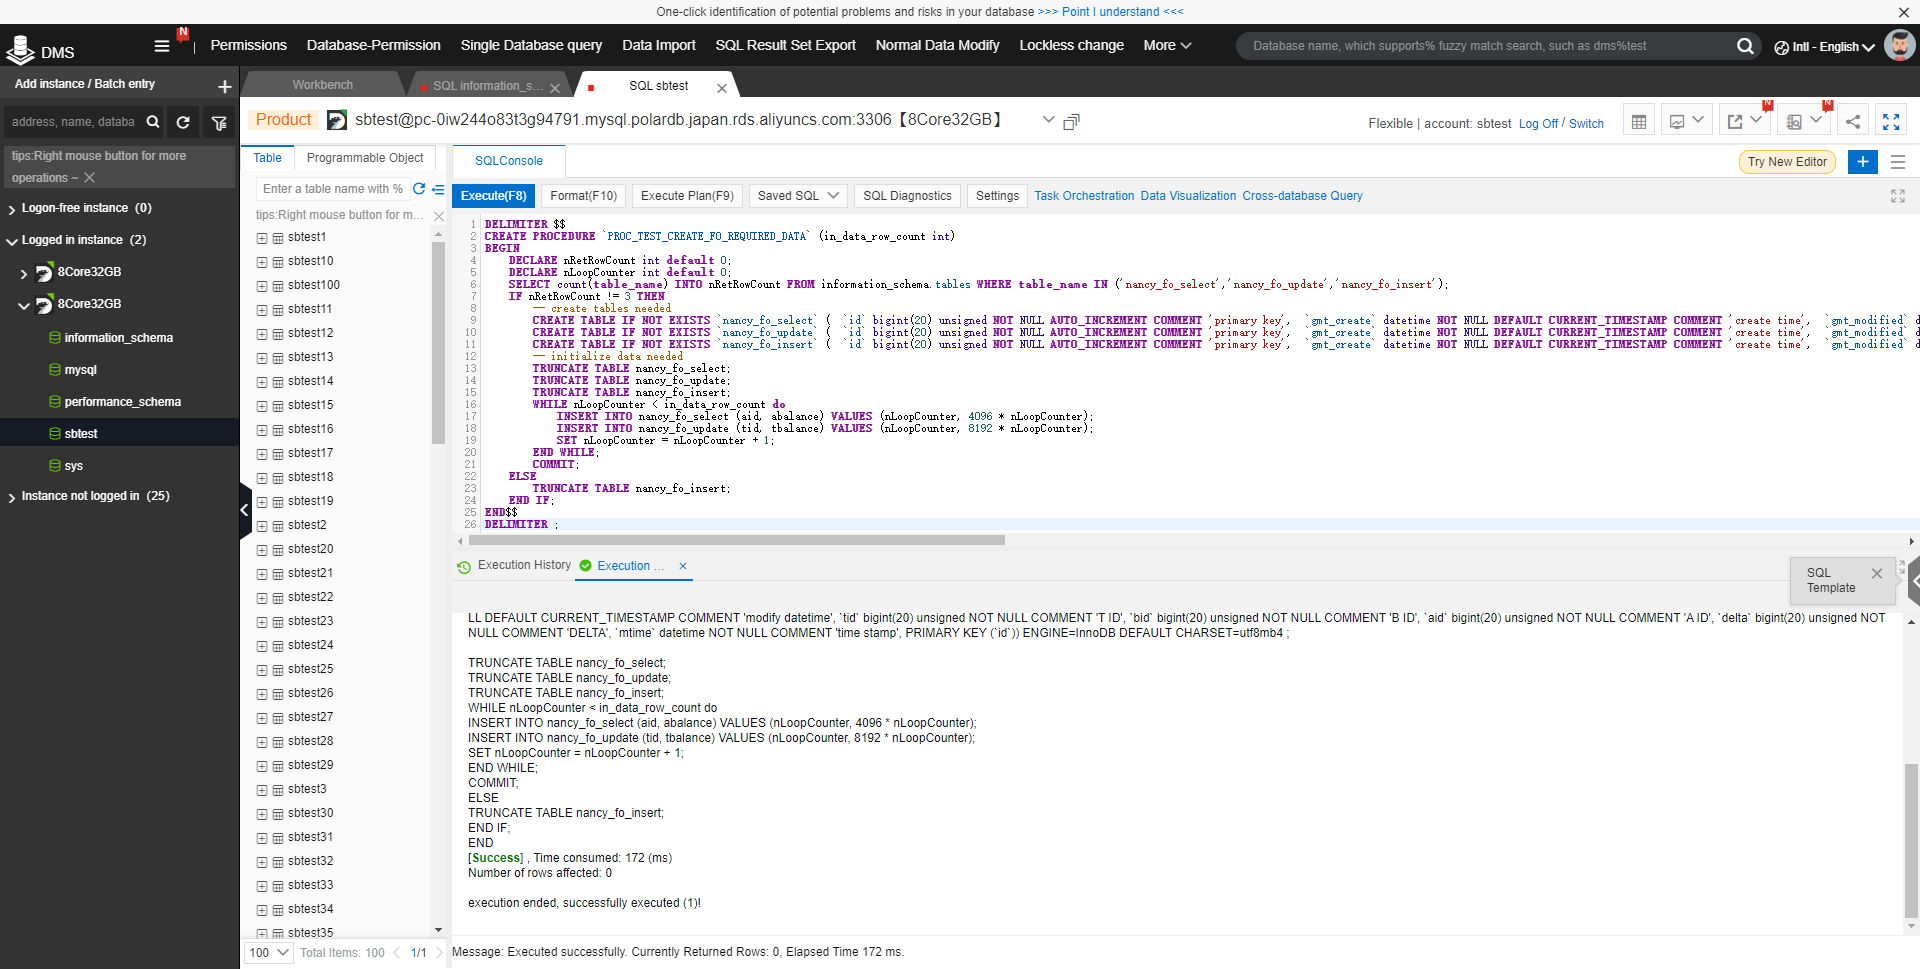 One-click identification of potential problems and risks in your database >>> Point I understand <<<
DMS
N
Permissions
Database-Permission
Single Database query
Data Import
SQL Result Set Export
Normal Data Modify
Lockless change
More
Database name, which supports% fuzzy match search, such as dms%test
Intl - English
Add instance / Batch entry
Workbench
SQL information_s...
SQL sbtest
address, name, databa
Product
sbtest@pc-0iw244o83t3g94791.mysql.polardb.japan.rds.aliyuncs.com:3306【8Core32GB】
Flexible | account: sbtest Log Off / Switch
N
N
tips:Right mouse button for more
operations ~
Logon-free instance (0)
Logged in instance (2)
8Core32GB
8Core32GB
information_schema
mysql
performance_schema
sbtest
sys
Instance not logged in (25)
Table
Programmable Object
Enter a table name with %
tips:Right mouse button for m...
sbtest1
sbtest10
sbtest100
sbtest11
sbtest12
sbtest13
sbtest14
sbtest15
sbtest16
sbtest17
sbtest18
sbtest19
sbtest2
sbtest20
sbtest21
sbtest22
sbtest23
sbtest24
sbtest25
sbtest26
sbtest27
sbtest28
sbtest29
sbtest3
sbtest30
sbtest31
sbtest32
sbtest33
sbtest34
sbtest35
100
Total Items: 100
1/1
SQLConsole
Try New Editor
Execute(F8)
Format(F10)
Execute Plan(F9)
Saved SQL
SQL Diagnostics
Settings
Task Orchestration Data Visualization Cross-database Query
1 DELIMITER $$
2 CREATE PROCEDURE `PROC_TEST_CREATE_FO_REQUIRED_DATA` (in_data_row_count int)
3 BEGIN
4 DECLARE nRetRowCount int default 0;
5 DECLARE nLoopCounter int default 0;
6 SELECT count(table_name) INTO nRetRowCount FROM information_schema.tables WHERE table_name IN ('nancy_fo_select','nancy_fo_update','nancy_fo_insert');
7 IF nRetRowCount != 3 THEN
8 -- create tables needed
9 CREATE TABLE IF NOT EXISTS `nancy_fo_select` ( `id` bigint(20) unsigned NOT NULL AUTO_INCREMENT COMMENT 'primary key', `gmt_create` datetime NOT NULL DEFAULT CURRENT_TIMESTAMP COMMENT 'create time', `gmt_modified` d
10 CREATE TABLE IF NOT EXISTS `nancy_fo_update` ( `id` bigint(20) unsigned NOT NULL AUTO_INCREMENT COMMENT 'primary key', `gmt_create` datetime NOT NULL DEFAULT CURRENT_TIMESTAMP COMMENT 'create time', `gmt_modified` d
11 CREATE TABLE IF NOT EXISTS `nancy_fo_insert` ( `id` bigint(20) unsigned NOT NULL AUTO_INCREMENT COMMENT 'primary key', `gmt_create` datetime NOT NULL DEFAULT CURRENT_TIMESTAMP COMMENT 'create time', `gmt_modified` d
12 -- initialize data needed
13 TRUNCATE TABLE nancy_fo_select;
14 TRUNCATE TABLE nancy_fo_update;
15 TRUNCATE TABLE nancy_fo_insert;
16 WHILE nLoopCounter < in_data_row_count do
17 INSERT INTO nancy_fo_select (aid, abalance) VALUES (nLoopCounter, 4096 * nLoopCounter);
18 INSERT INTO nancy_fo_update (tid, tbalance) VALUES (nLoopCounter, 8192 * nLoopCounter);
19 SET nLoopCounter = nLoopCounter + 1;
20 END WHILE;
21 COMMIT;
22 ELSE
23 TRUNCATE TABLE nancy_fo_insert;
24 END IF;
25 END$$
26 DELIMITER ;
Execution History
Execution ...
SQL
Template
LL DEFAULT CURRENT_TIMESTAMP COMMENT 'modify datetime', `tid` bigint(20) unsigned NOT NULL COMMENT 'T ID', `bid` bigint(20) unsigned NOT NULL COMMENT 'B ID', `aid` bigint(20) unsigned NOT NULL COMMENT 'A ID', `delta` bigint(20) unsigned NOT
NULL COMMENT 'DELTA', `mtime` datetime NOT NULL COMMENT 'time stamp', PRIMARY KEY (`id`)) ENGINE=InnoDB DEFAULT CHARSET=utf8mb4 ;
TRUNCATE TABLE nancy_fo_select;
TRUNCATE TABLE nancy_fo_update;
TRUNCATE TABLE nancy_fo_insert;
WHILE nLoopCounter < in_data_row_count do
INSERT INTO nancy_fo_select (aid, abalance) VALUES (nLoopCounter, 4096 * nLoopCounter);
INSERT INTO nancy_fo_update (tid, tbalance) VALUES (nLoopCounter, 8192 * nLoopCounter);
SET nLoopCounter = nLoopCounter + 1;
END WHILE;
COMMIT;
ELSE
TRUNCATE TABLE nancy_fo_insert;
END IF;
END
[Success] , Time consumed: 172 (ms)
Number of rows affected: 0
execution ended, successfully executed (1)!
Message: Executed successfully. Currently Returned Rows: 0, Elapsed Time 172 ms.